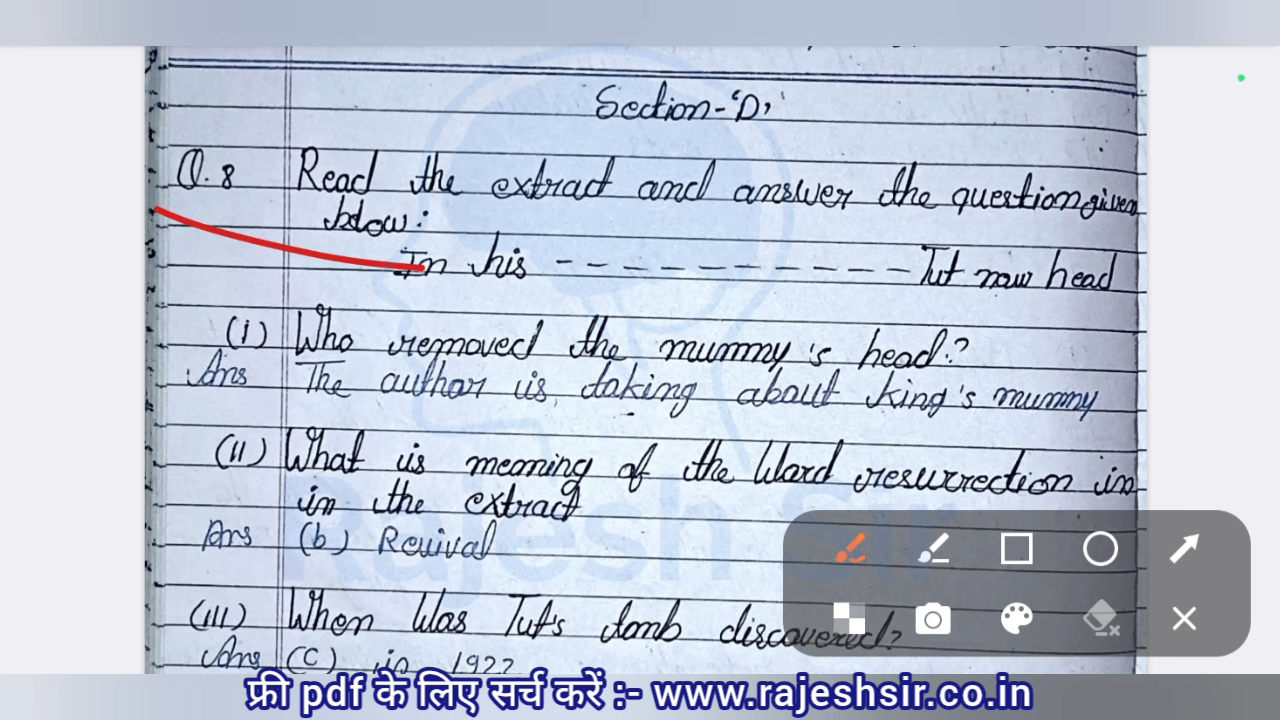 Section-'D'
Q.8 Read the extract and answer the question given
below:
In his - - - - - - - - - - - Tut now head
(i) Who removed the mummy's head?
Ans The author is taking about king's mummy
(ii) What is meaning of the Word resurrection in
in the extract
Ans (b) Revival
(iii) When Was Tut's tomb discovered?
Ans (c) in 1922
Rajesh Sir
फ्री pdf के लिए सर्च करें :- www.rajeshsir.co.in